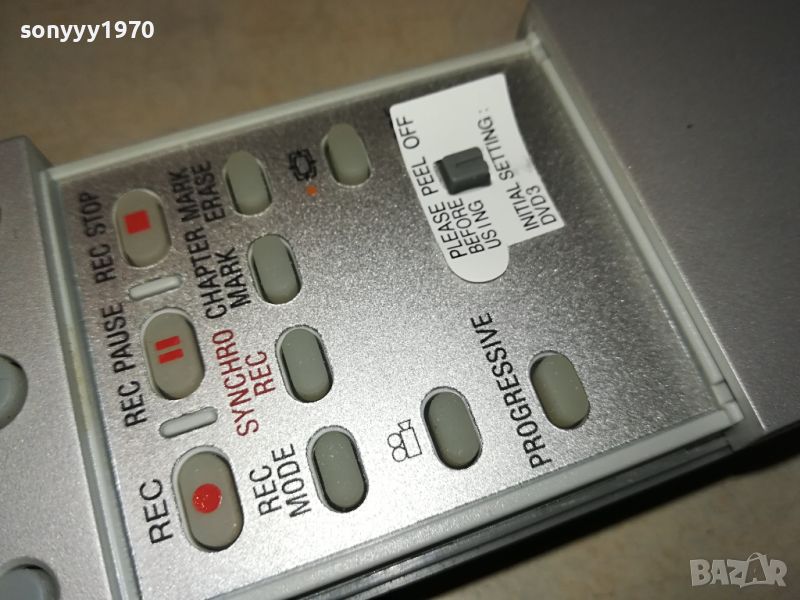 sonyyy1970
REC STOP
REC PAUSE
REC
CHAPTER MARK
ERASE
CHAPTER
MARK
SYNCHRO
REC
REC
MODE
PROGRESSIVE
PLEASE PEEL OFF
BEFORE
USING
INITIAL SETTING:
DVD3
BAZAR